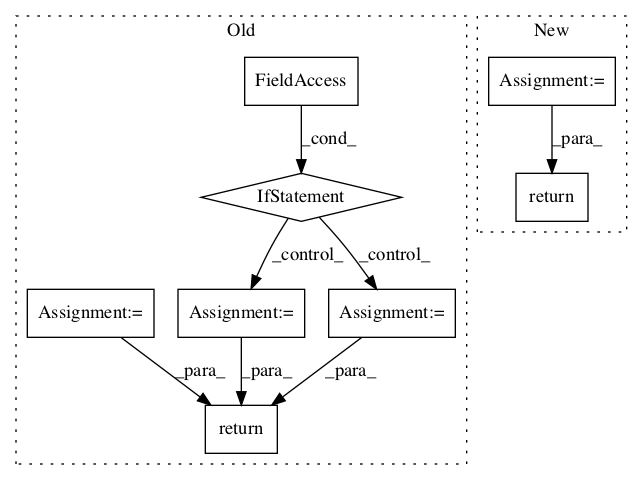 Old
New
FieldAccess
Assignment:=
_cond_
_para_
IfStatement
return
_control_
_control_
Assignment:=
Assignment:=
Assignment:=
_para_
_para_
_para_
return